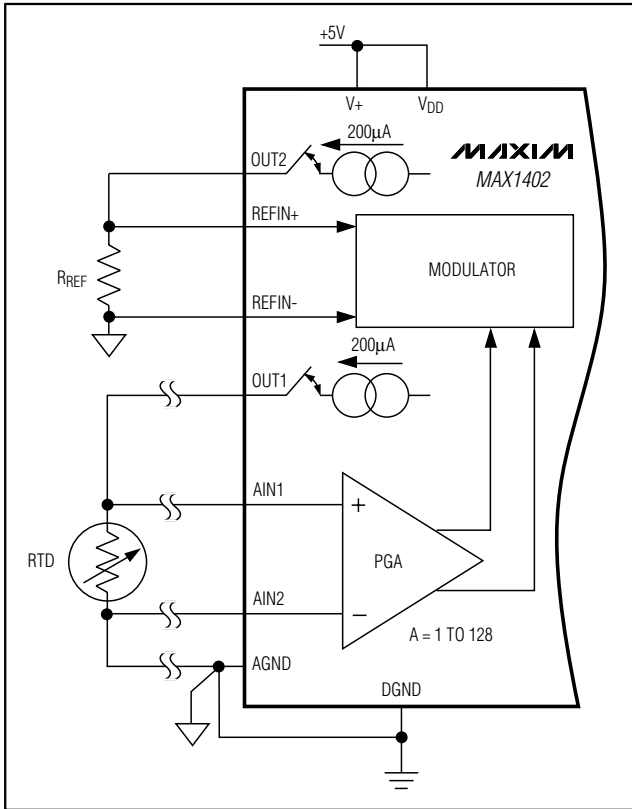 +5V
V+ VDD
200µA
OUT2
MAXIM
MAX1402
REFIN+
RREF
MODULATOR
REFIN-
200µA
OUT1
AIN1
+
RTD
PGA
AIN2
–
A = 1 TO 128
AGND
DGND